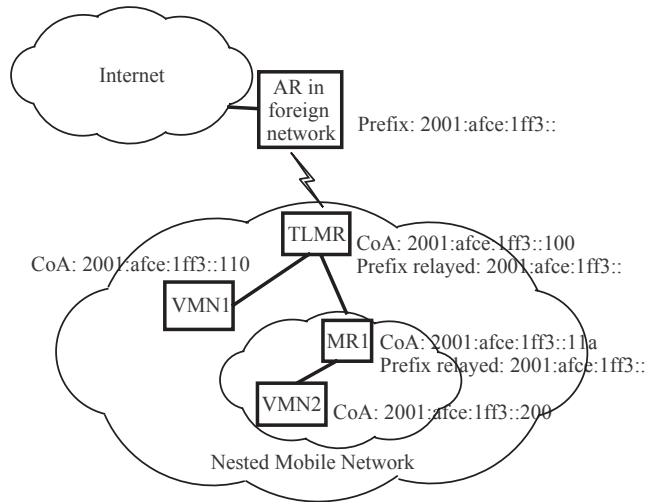 Internet
AR in
foreign
network
Prefix: 2001:afce:1ff3::
TLMR
CoA: 2001:afce:1ff3::100
Prefix relayed: 2001:afce:1ff3::
CoA: 2001:afce:1ff3::110
VMN1
MR1
CoA: 2001:afce:1ff3::11a
Prefix relayed: 2001:afce:1ff3::
VMN2
CoA: 2001:afce:1ff3::200
Nested Mobile Network